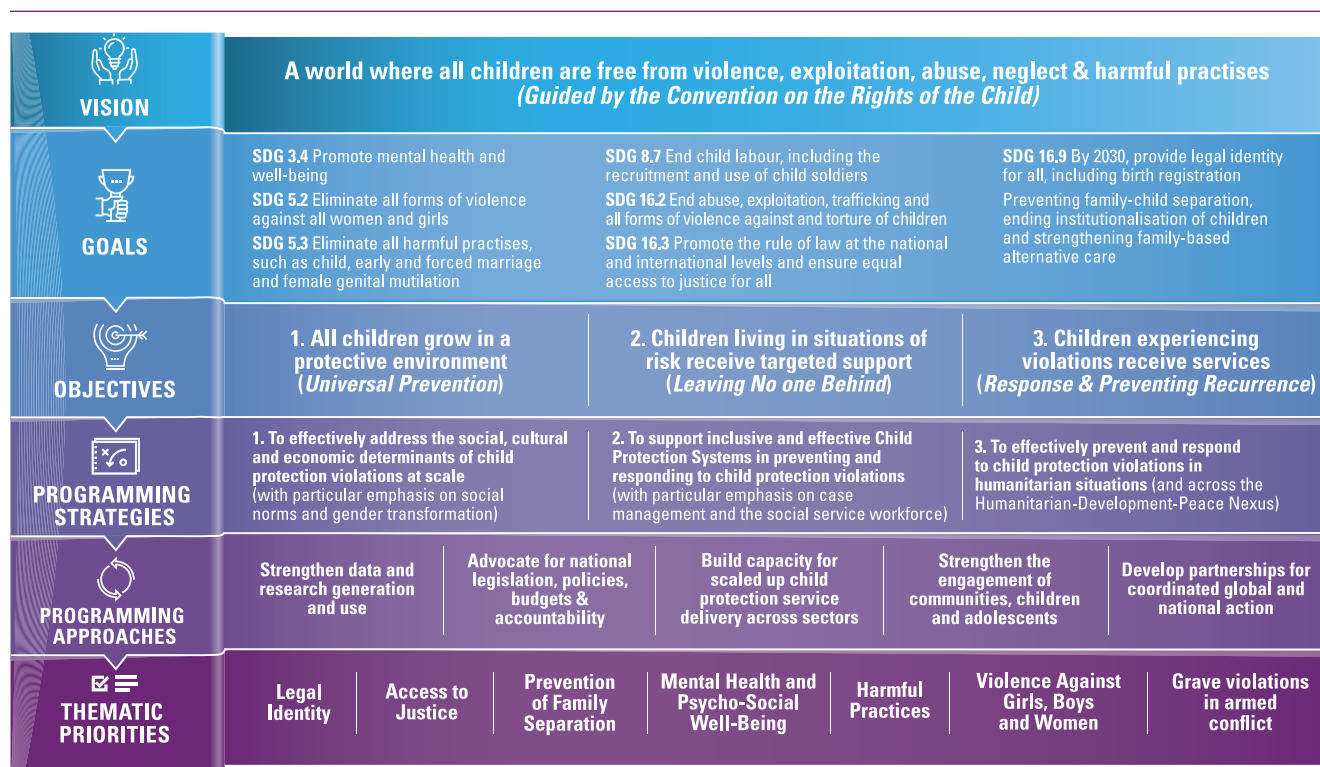 VISION
A world where all children are free from violence, exploitation, abuse, neglect & harmful practises
(Guided by the Convention on the Rights of the Child)
GOALS
SDG 3.4 Promote mental health and
well-being
SDG 5.2 Eliminate all forms of violence
against all women and girls
SDG 5.3 Eliminate all harmful practises,
such as child, early and forced marriage
and female genital mutilation
SDG 8.7 End child labour, including the
recruitment and use of child soldiers
SDG 16.2 End abuse, exploitation, trafficking and
all forms of violence against and torture of children
SDG 16.3 Promote the rule of law at the national
and international levels and ensure equal
access to justice for all
SDG 16.9 By 2030, provide legal identity
for all, including birth registration
Preventing family-child separation,
ending institutionalisation of children
and strengthening family-based
alternative care
OBJECTIVES
1. All children grow in a
protective environment
(Universal Prevention)
2. Children living in situations of
risk receive targeted support
(Leaving No one Behind)
3. Children experiencing
violations receive services
(Response & Preventing Recurrence)
PROGRAMMING
STRATEGIES
1. To effectively address the social, cultural
and economic determinants of child
protection violations at scale
(with particular emphasis on social
norms and gender transformation)
2. To support inclusive and effective Child
Protection Systems in preventing and
responding to child protection violations
(with particular emphasis on case
management and the social service workforce)
3. To effectively prevent and respond
to child protection violations in
humanitarian situations (and across the
Humanitarian-Development-Peace Nexus)
PROGRAMMING
APPROACHES
Strengthen data and
research generation
and use
Advocate for national
legislation, policies,
budgets &
accountability
Build capacity for
scaled up child
protection service
delivery across sectors
Strengthen the
engagement of
communities, children
and adolescents
Develop partnerships for
coordinated global and
national action
THEMATIC
PRIORITIES
Legal
Identity
Access to
Justice
Prevention
of Family
Separation
Mental Health and
Psycho-Social
Well-Being
Harmful
Practices
Violence Against
Girls, Boys
and Women
Grave violations
in armed
conflict